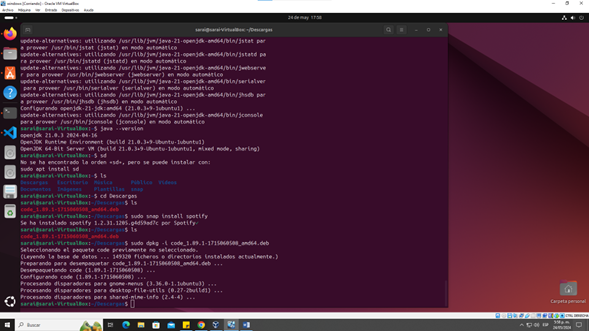 windows [Corriendo] - Oracle VM VirtualBox
Archivo Máquina Ver Entrada Dispositivos Ayuda
24 de may 17:58
sarai@sarai-VirtualBox: ~/Descargas
update-alternatives: utilizando /usr/lib/jvm/java-21-openjdk-amd64/bin/jstat par
a proveer /usr/bin/jstat (jstat) en modo automático
update-alternatives: utilizando /usr/lib/jvm/java-21-openjdk-amd64/bin/jstatd pa
ra proveer /usr/bin/jstatd (jstatd) en modo automático
update-alternatives: utilizando /usr/lib/jvm/java-21-openjdk-amd64/bin/jwebserve
r para proveer /usr/bin/jwebserver (jwebserver) en modo automático
update-alternatives: utilizando /usr/lib/jvm/java-21-openjdk-amd64/bin/serialver
 para proveer /usr/bin/serialver (serialver) en modo automático
update-alternatives: utilizando /usr/lib/jvm/java-21-openjdk-amd64/bin/jhsdb par
a proveer /usr/bin/jhsdb (jhsdb) en modo automático
Configurando openjdk-21-jdk:amd64 (21.0.3+9-1ubuntu1) ...
update-alternatives: utilizando /usr/lib/jvm/java-21-openjdk-amd64/bin/jconsole
para proveer /usr/bin/jconsole (jconsole) en modo automático
sarai@sarai-VirtualBox:~$ java --version
openjdk 21.0.3 2024-04-16
OpenJDK Runtime Environment (build 21.0.3+9-Ubuntu-1ubuntu1)
OpenJDK 64-Bit Server VM (build 21.0.3+9-Ubuntu-1ubuntu1, mixed mode, sharing)
sarai@sarai-VirtualBox:~$ sd
No se ha encontrado la orden «sd», pero se puede instalar con:
sudo apt install sd
sarai@sarai-VirtualBox:~$ ls
Descargas Escritorio Música Público Vídeos
Documentos Imágenes Plantillas snap
sarai@sarai-VirtualBox:~$ cd Descargas
sarai@sarai-VirtualBox:~/Descargas$ ls
code_1.89.1-1715060508_amd64.deb
sarai@sarai-VirtualBox:~/Descargas$ sudo snap install spotify
Se ha instalado spotify 1.2.31.1205.g4d59ad7c por Spotify
sarai@sarai-VirtualBox:~/Descargas$ ls
code_1.89.1-1715060508_amd64.deb
sarai@sarai-VirtualBox:~/Descargas$ sudo dpkg -i code_1.89.1-1715060508_amd64.deb
Seleccionando el paquete code previamente no seleccionado.
(Leyendo la base de datos ... 149328 ficheros o directorios instalados actualmente.)
Preparando para desempaquetar code_1.89.1-1715060508_amd64.deb ...
Desempaquetando code (1.89.1-1715060508) ...
Configurando code (1.89.1-1715060508) ...
Procesando disparadores para gnome-menus (3.36.0-1.1ubuntu3) ...
Procesando disparadores para desktop-file-utils (0.27-2build1) ...
Procesando disparadores para shared-mime-info (2.4-4) ...
sarai@sarai-VirtualBox:~/Descargas$
Carpeta personal
CTRL DERECHA
Buscar
ESP
5:58 p. m.
24/05/2024